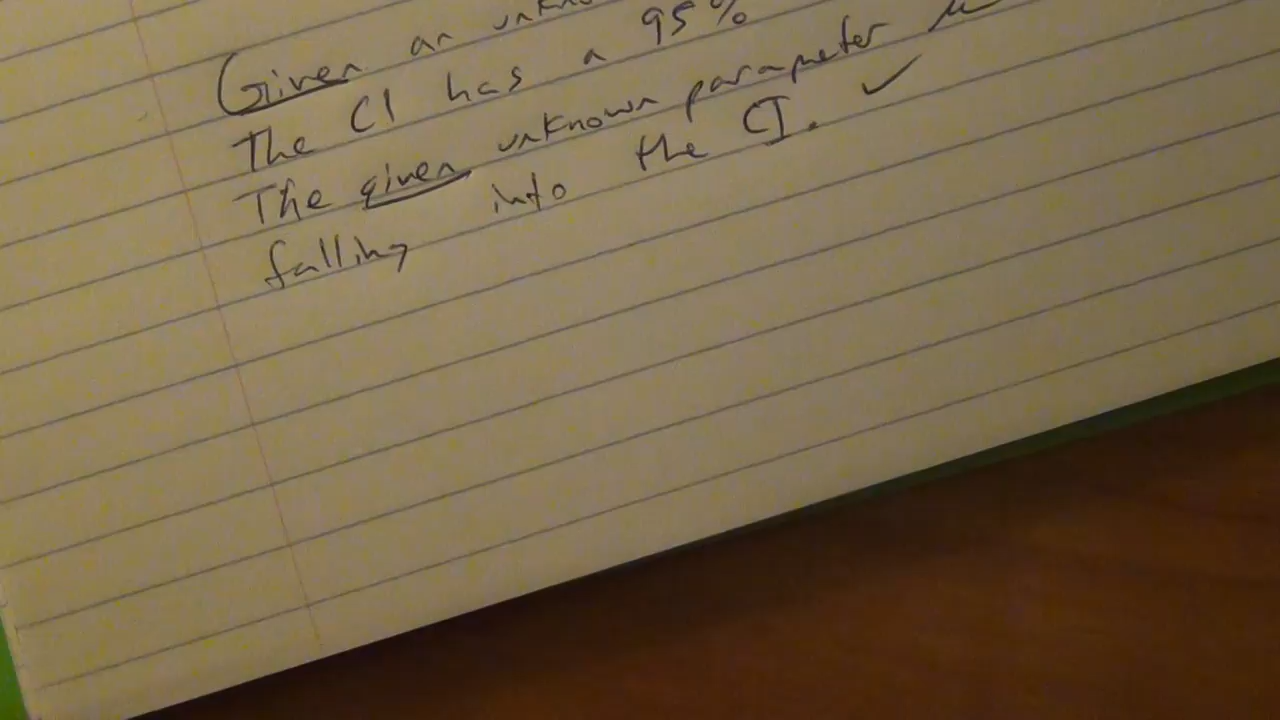 Given an
The CI has a 95%
The given unknown parameter μ
falling into the CI. ✓